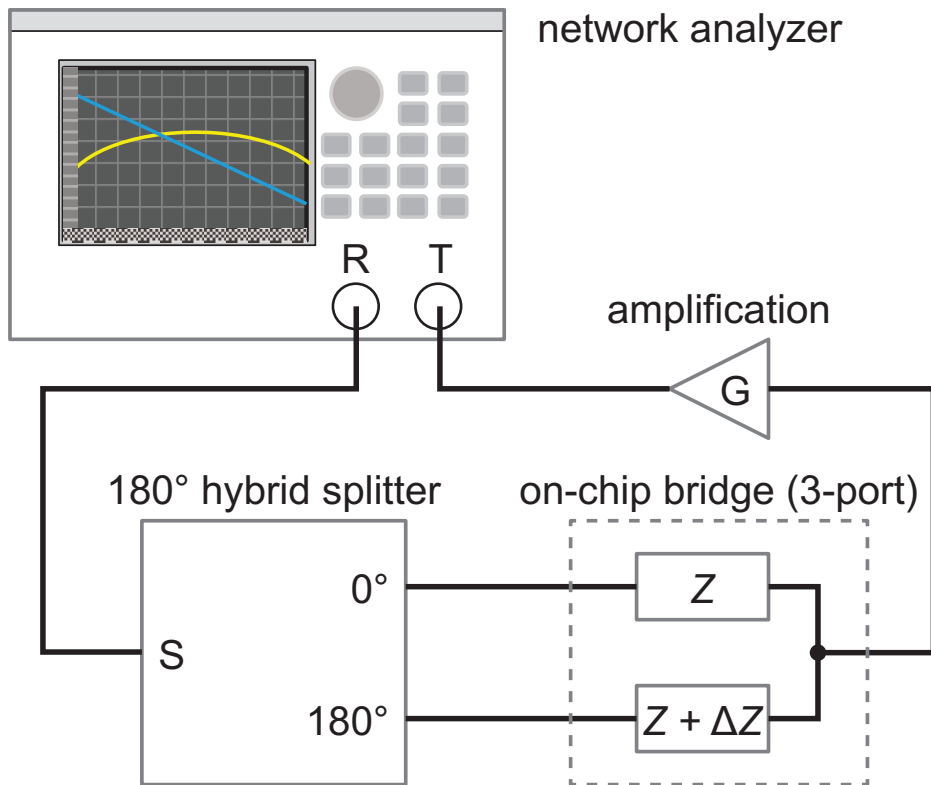 network analyzer
R T
amplification
G
180° hybrid splitter
on-chip bridge (3-port)
0°
Z
S
180°
Z + ΔZ